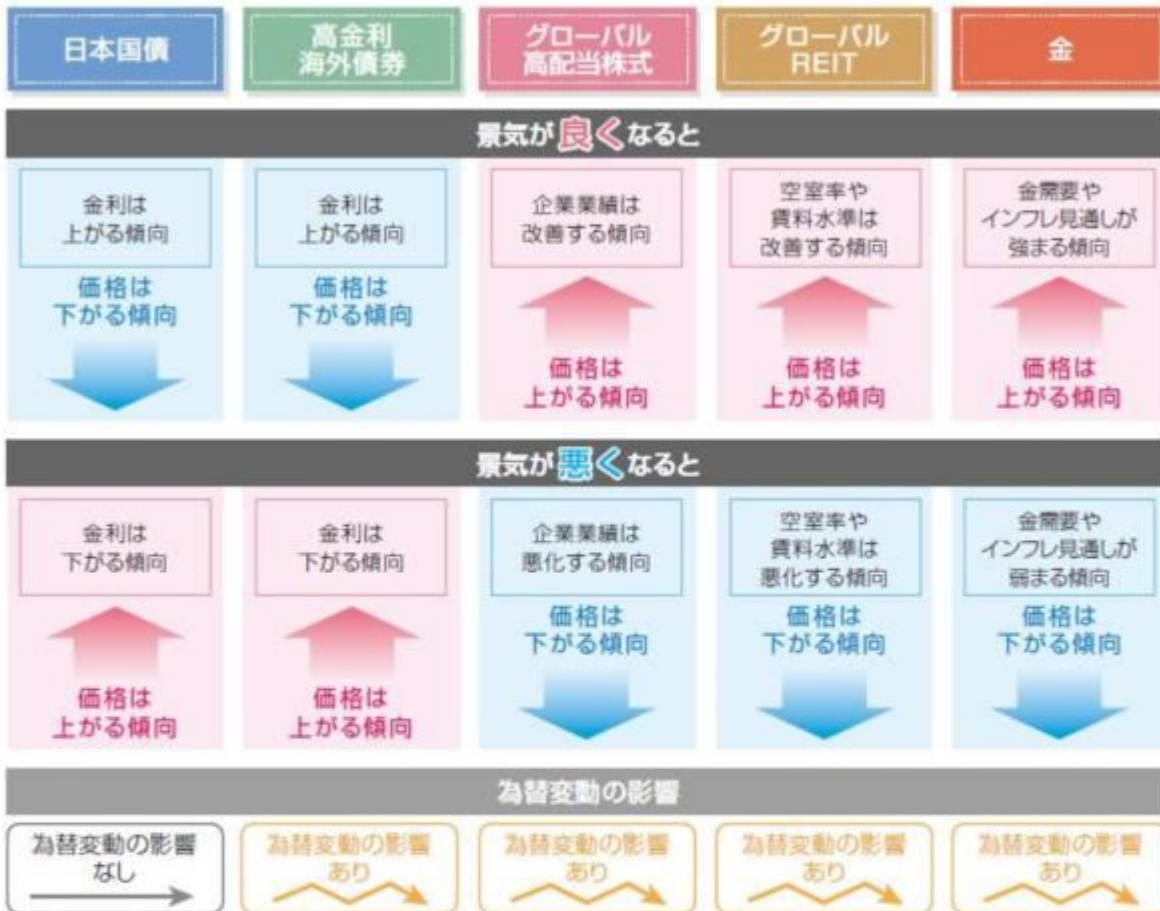 日本国債
高金利
海外債券
グローバル
高配当株式
グローバル
REIT
金
景気が良くなると
金利は
上がる傾向
価格は
下がる傾向
金利は
上がる傾向
価格は
下がる傾向
企業業績は
改善する傾向
価格は
上がる傾向
空室率や
賃料水準は
改善する傾向
価格は
上がる傾向
金需要や
インフレ見通しが
強まる傾向
価格は
上がる傾向
景気が悪くなると
金利は
下がる傾向
価格は
上がる傾向
金利は
下がる傾向
価格は
上がる傾向
企業業績は
悪化する傾向
価格は
下がる傾向
空室率や
賃料水準は
悪化する傾向
価格は
下がる傾向
金需要や
インフレ見通しが
弱まる傾向
価格は
下がる傾向
為替変動の影響
為替変動の影響
なし
為替変動の影響
あり
為替変動の影響
あり
為替変動の影響
あり
為替変動の影響
あり